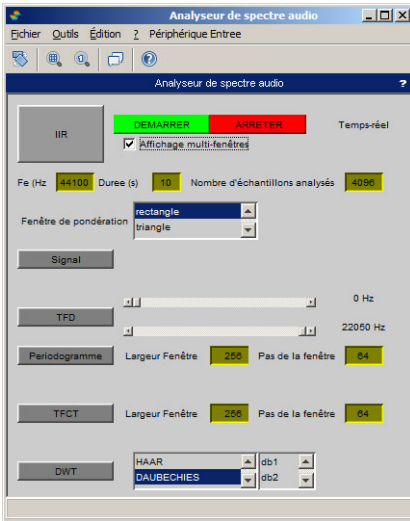 Analyseur de spectre audio
Fichier Outils Édition ? Périphérique Entree
Analyseur de spectre audio ?
IIR DEMARRER ARRETER Temps-réel
Affichage multi-fenêtres
Fe (Hz 44100 Duree (s) 10 Nombre d'échantillons analysés 4096
Fenêtre de pondération rectangle
triangle
Signal
0 Hz
TFD
22050 Hz
Periodogramme Largeur Fenêtre 256 Pas de la fenêtre 64
TFCT Largeur Fenêtre 256 Pas de la fenêtre 64
HAAR db1
DWT DAUBECHIES db2